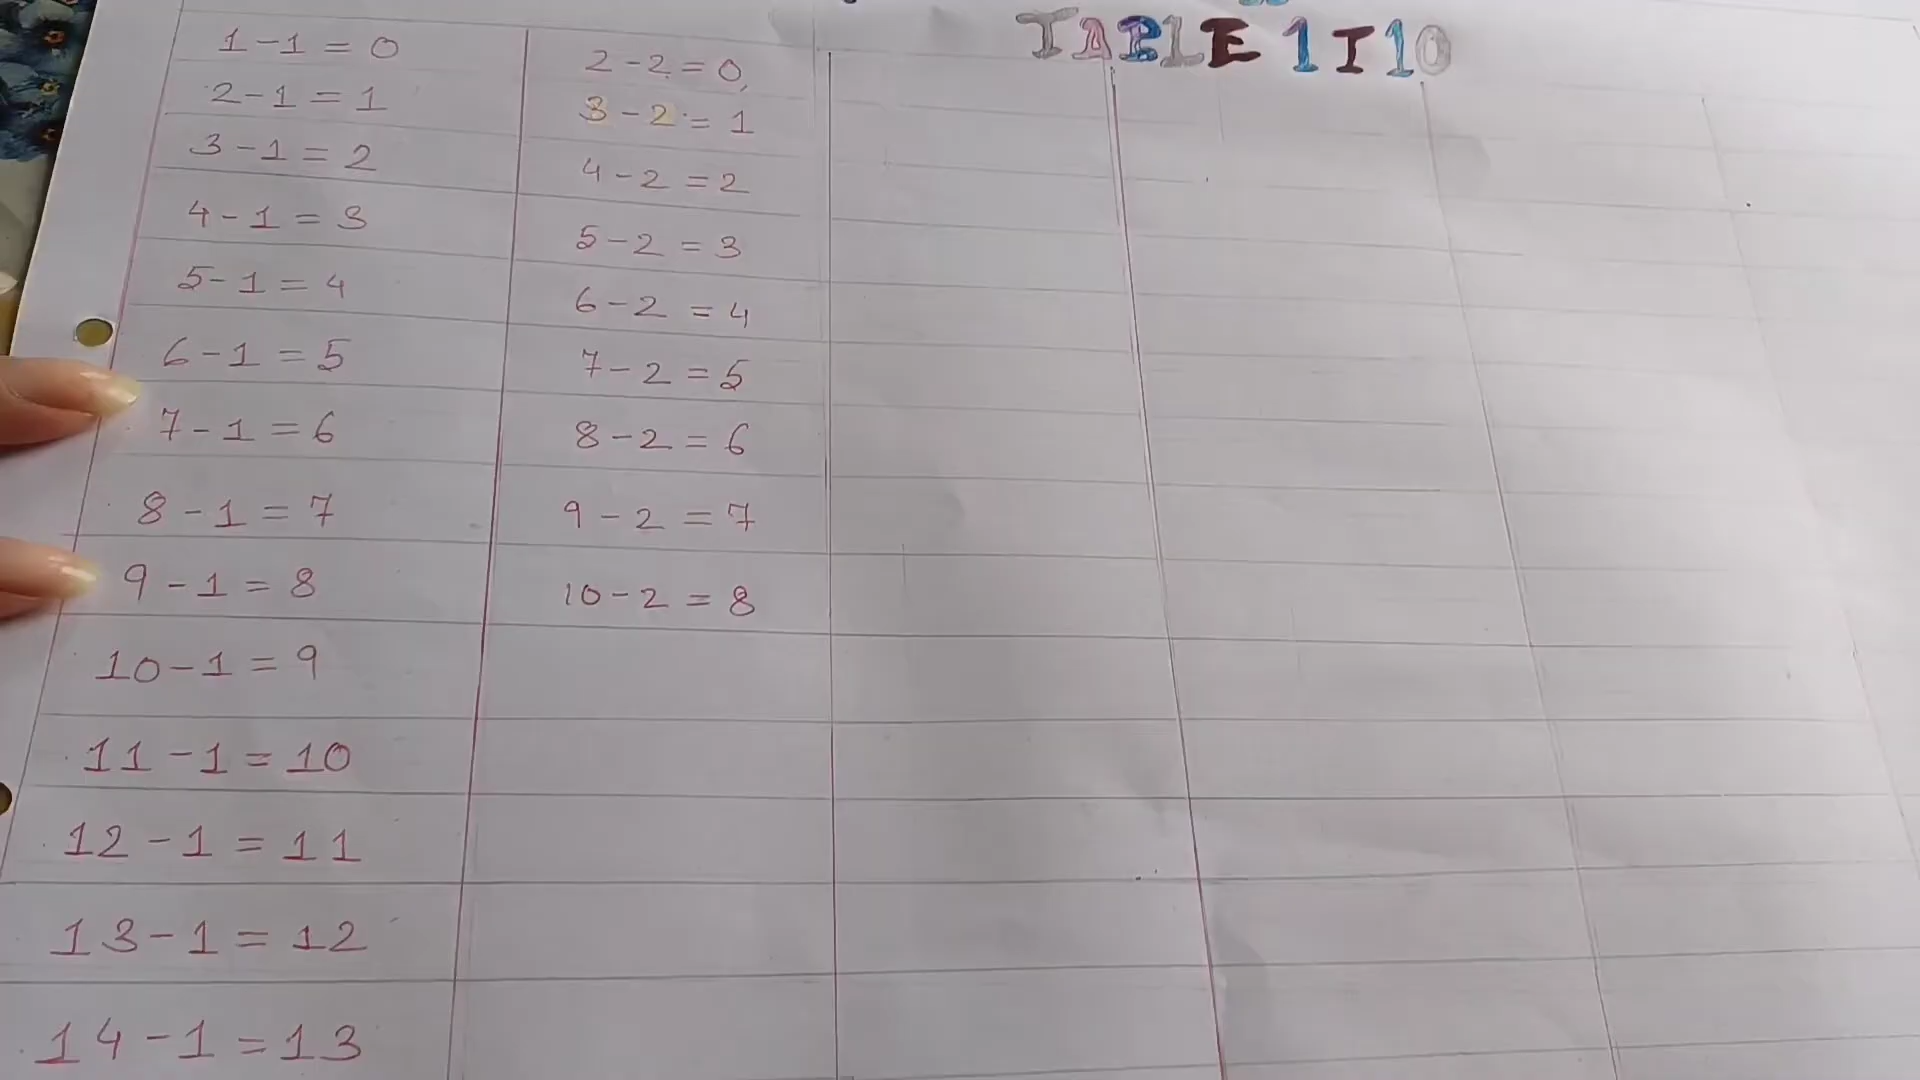 TABLE 1 T 10
1 - 1 = 0
2 - 1 = 1
3 - 1 = 2
4 - 1 = 3
5 - 1 = 4
6 - 1 = 5
7 - 1 = 6
8 - 1 = 7
9 - 1 = 8
10 - 1 = 9
11 - 1 = 10
12 - 1 = 11
13 - 1 = 12
14 - 1 = 13
2 - 2 = 0
3 - 2 = 1
4 - 2 = 2
5 - 2 = 3
6 - 2 = 4
7 - 2 = 5
8 - 2 = 6
9 - 2 = 7
10 - 2 = 8